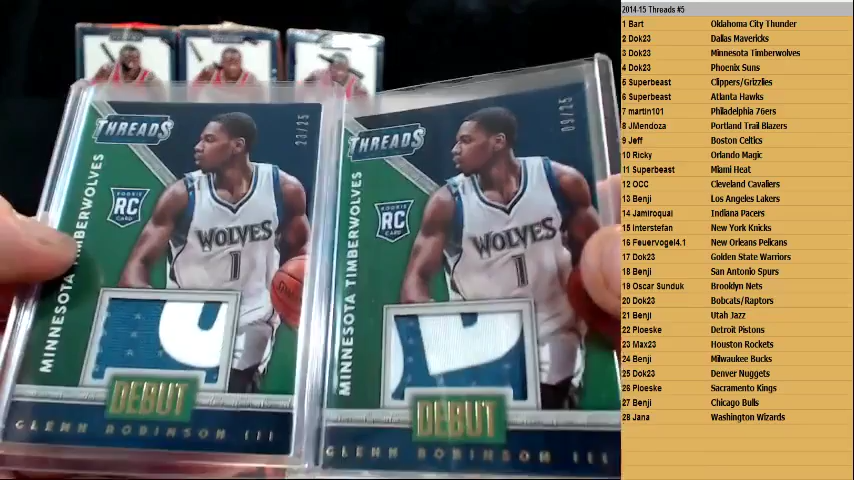 THREADS
23/25
MINNESOTA TIMBERWOLVES
ROOKIE
RC
CARD
WOLVES
1
DEBUT
GLENN ROBINSON III
THREADS
09/25
MINNESOTA TIMBERWOLVES
ROOKIE
RC
CARD
WOLVES
1
DEBUT
GLENN ROBINSON III
2014-15 Threads #5
1 Bart Oklahoma City Thunder
2 Dok23 Dallas Mavericks
3 Dok23 Minnesota Timberwolves
4 Dok23 Phoenix Suns
5 Superbeast Clippers/Grizzlies
6 Superbeast Atlanta Hawks
7 martin101 Philadelphia 76ers
8 JMendoza Portland Trail Blazers
9 Jeff Boston Celtics
10 Ricky Orlando Magic
11 Superbeast Miami Heat
12 OCC Cleveland Cavaliers
13 Benji Los Angeles Lakers
14 Jamiroquai Indiana Pacers
15 Interstefan New York Knicks
16 Feuervogel4.1 New Orleans Pelicans
17 Dok23 Golden State Warriors
18 Benji San Antonio Spurs
19 Oscar Sunduk Brooklyn Nets
20 Dok23 Bobcats/Raptors
21 Benji Utah Jazz
22 Ploeske Detroit Pistons
23 Max23 Houston Rockets
24 Benji Milwaukee Bucks
25 Dok23 Denver Nuggets
26 Ploeske Sacramento Kings
27 Benji Chicago Bulls
28 Jana Washington Wizards